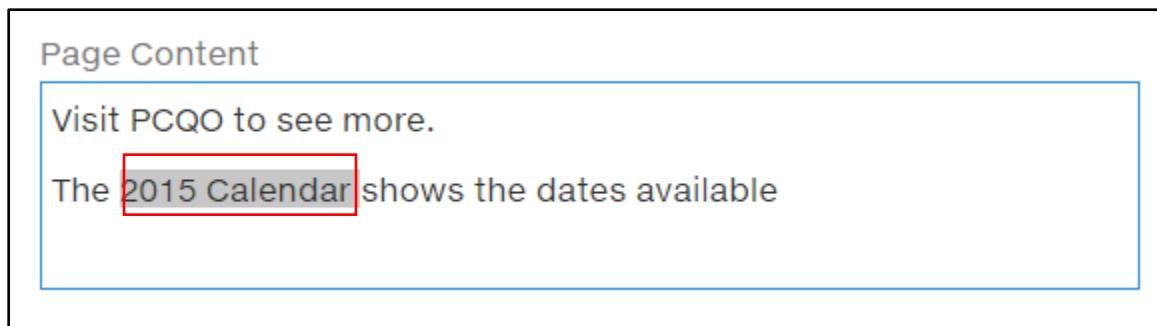 Page Content
Visit PCQO to see more.
The 2015 Calendar shows the dates available